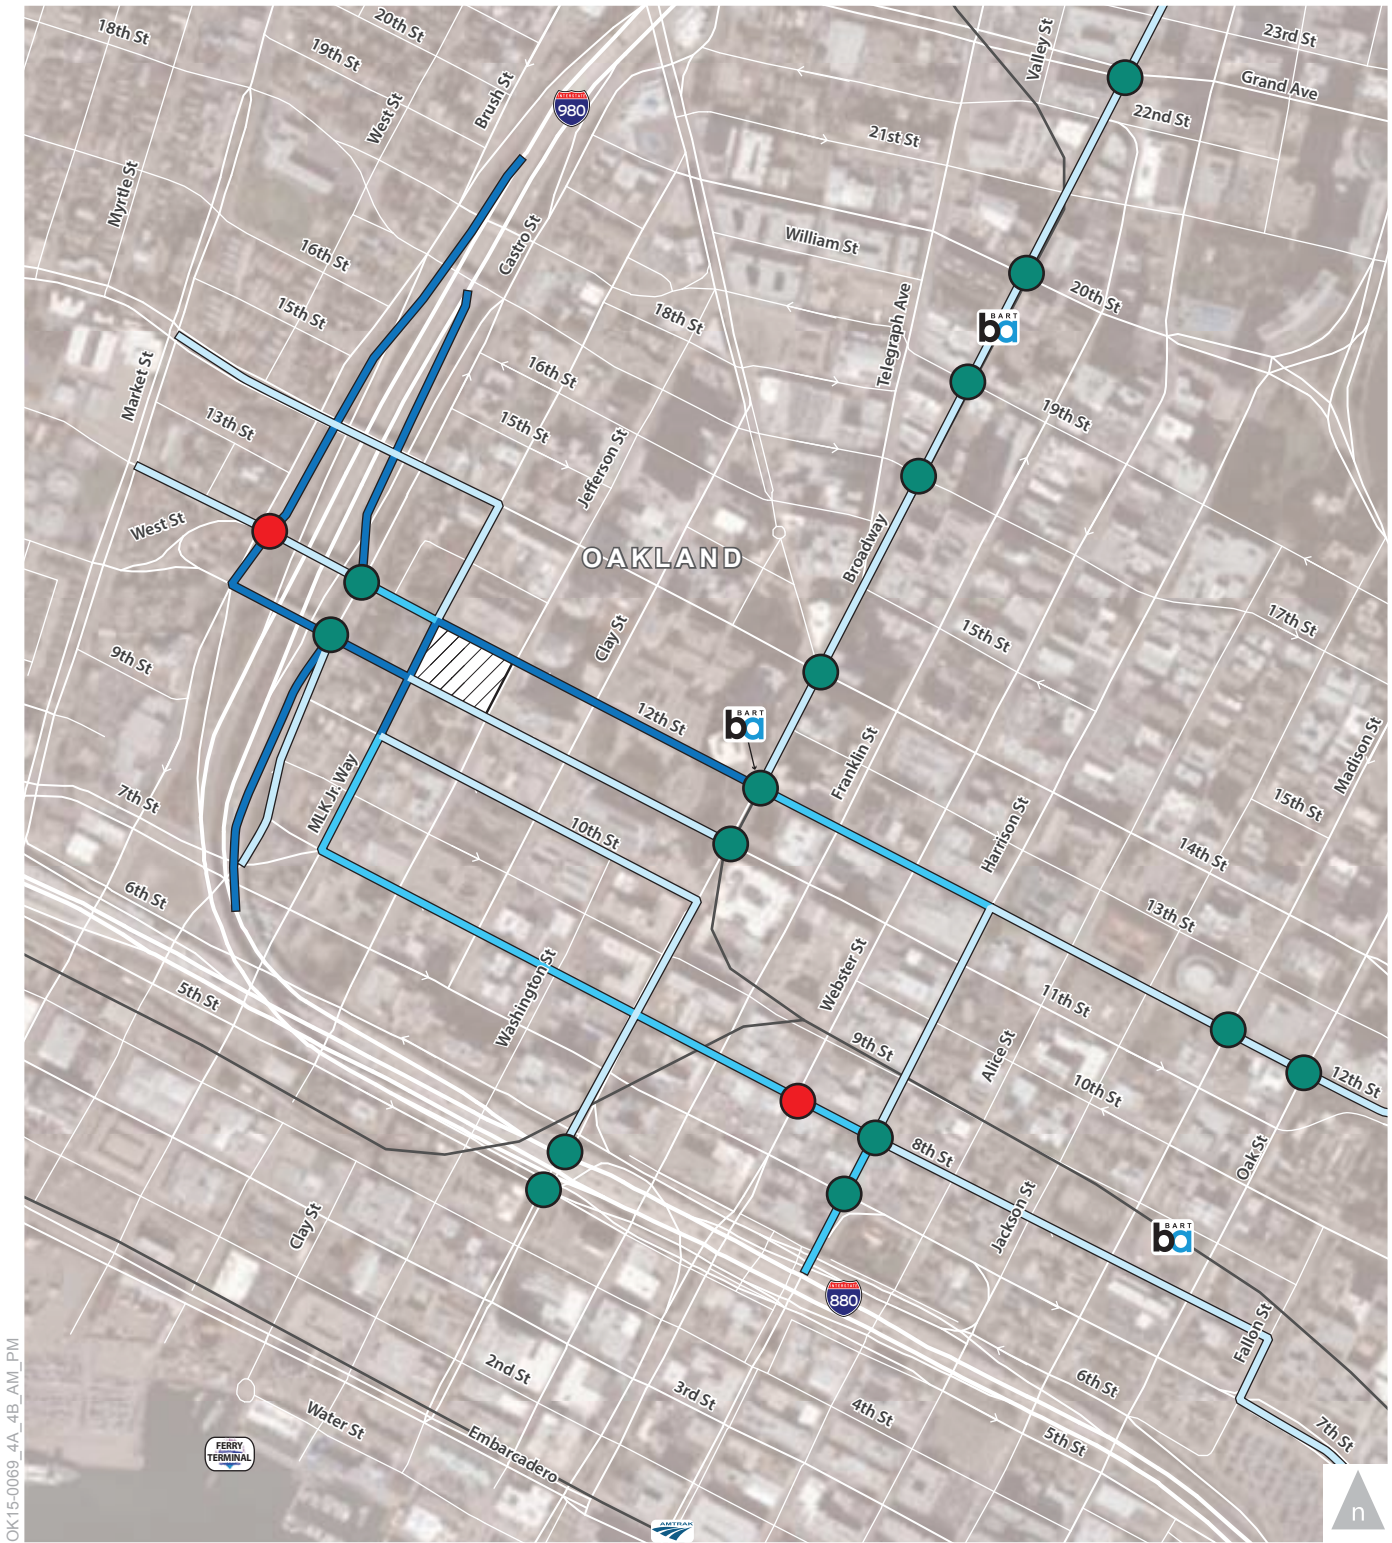 18th St
20th St
19th St
West St
Brush St
INTERSTATE
980
Valley St
23rd St
Grand Ave
22nd St
21st St
Myrtle St
Castro St
William St
16th St
15th St
20th St
BART
ba
18th St
Telegraph Ave
Market St
16th St
19th St
13th St
15th St
Jefferson St
West St
OAKLAND
Broadway
17th St
15th St
Clay St
9th St
12th St
BART
ba
Franklin St
Madison St
MLK Jr. Way
7th St
15th St
10th St
Harrison St
14th St
6th St
13th St
5th St
Washington St
Webster St
11th St
9th St
Alice St
10th St
12th St
8th St
Oak St
Clay St
Jackson St
BART
ba
880
Fallon St
2nd St
3rd St
4th St
6th St
5th St
7th St
Water St
Embarcadero
FERRY
TERMINAL
AMTRAK
n
OK15-0069_4A_4B_AM_PM